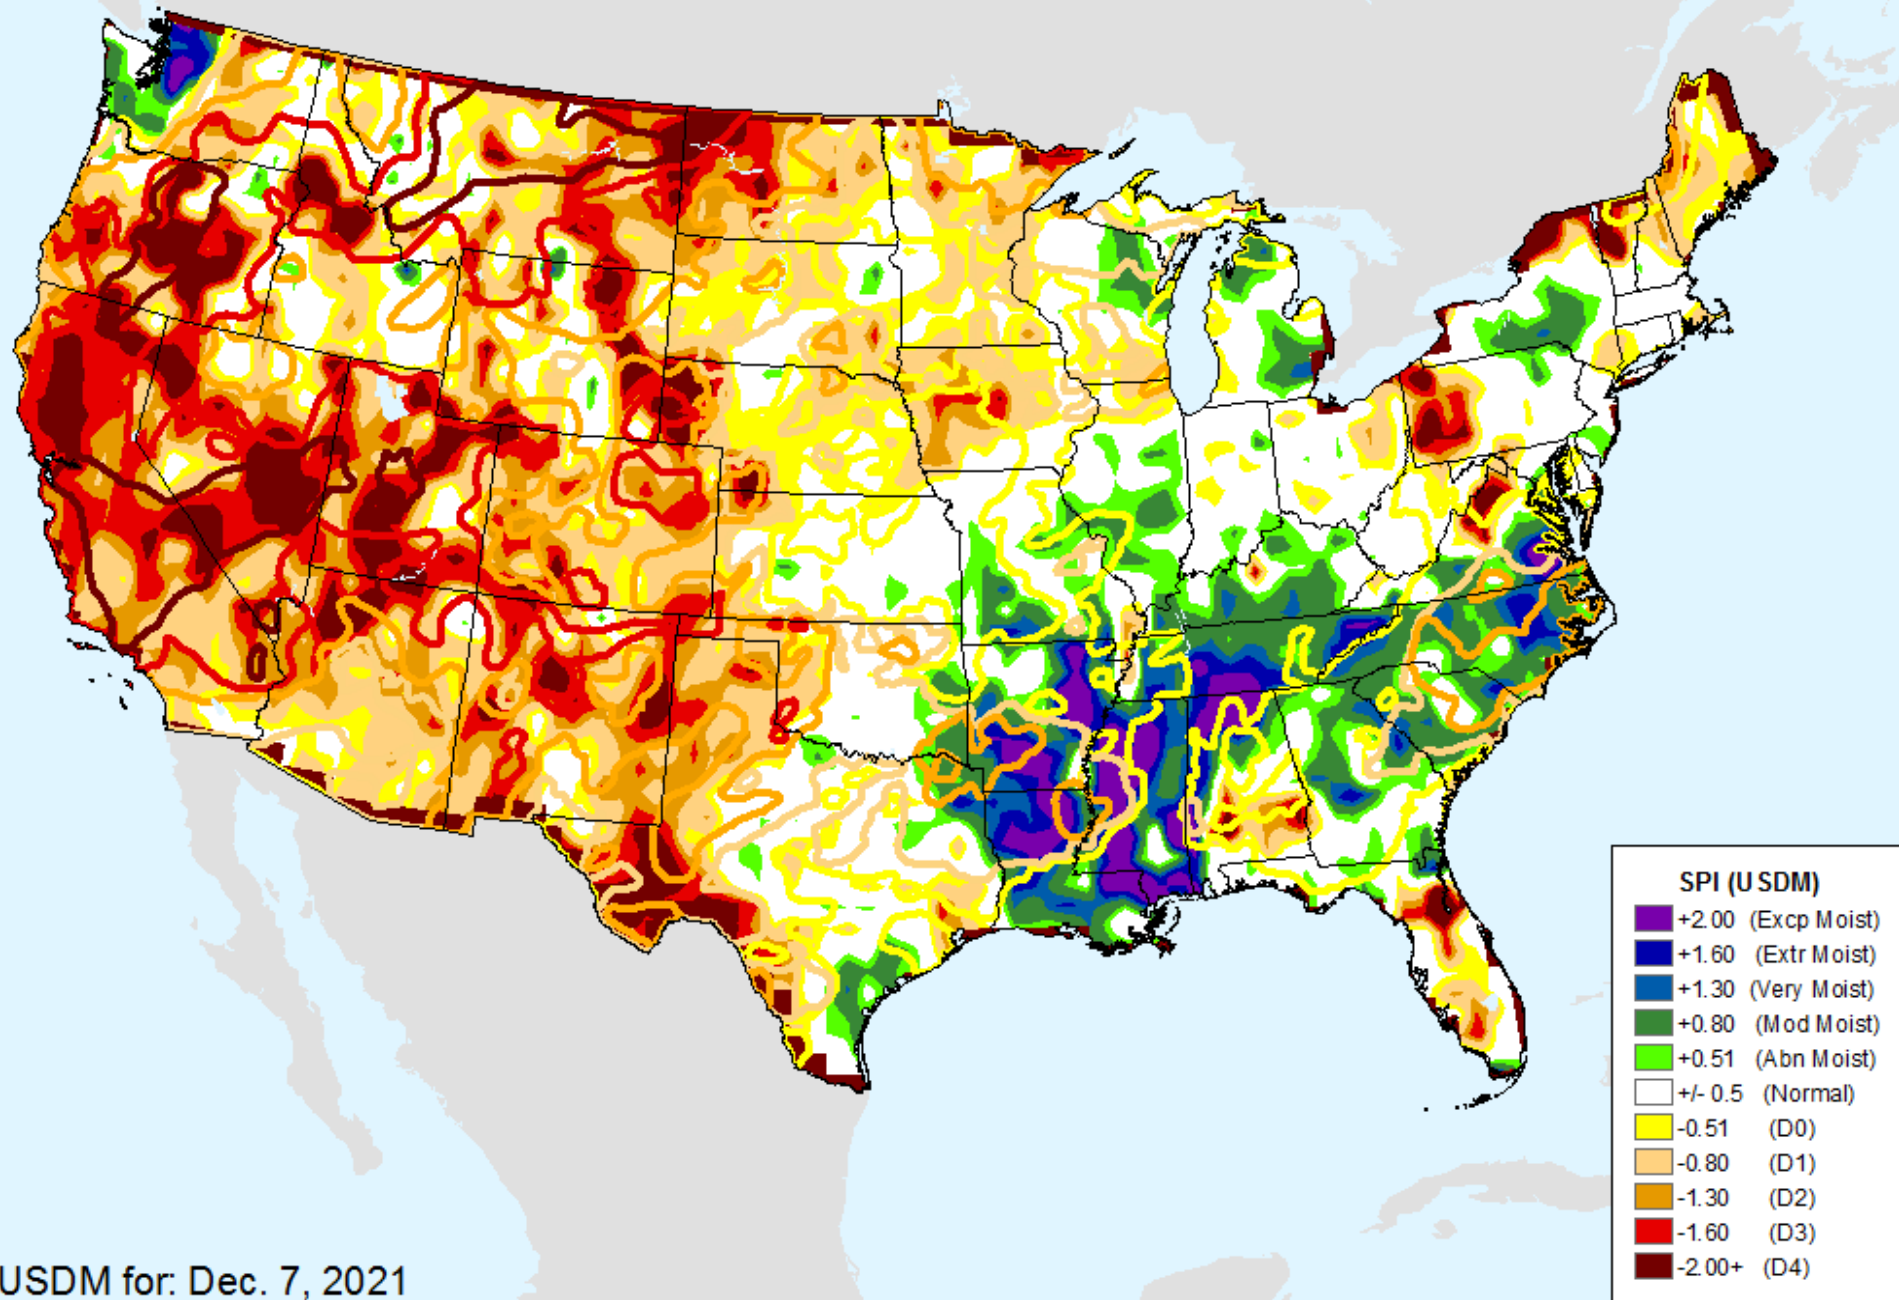 SPI (USDM)
+2.00 (Excp Moist)
+1.60 (Extr Moist)
+1.30 (Very Moist)
+0.80 (Mod Moist)
+0.51 (Abn Moist)
+/- 0.5 (Normal)
-0.51 (D0)
-0.80 (D1)
-1.30 (D2)
-1.60 (D3)
-2.00+ (D4)
USDM for: Dec. 7, 2021